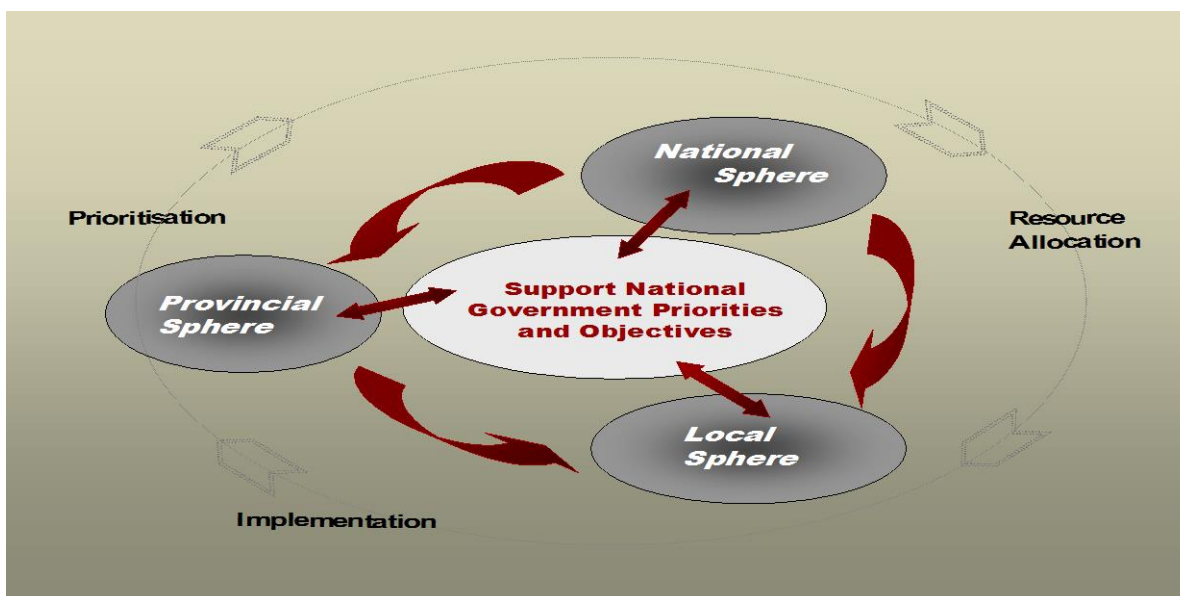 National
Sphere
Prioritisation
Resource
Allocation
Provincial
Sphere
Support National
Government Priorities
and Objectives
Local
Sphere
Implementation